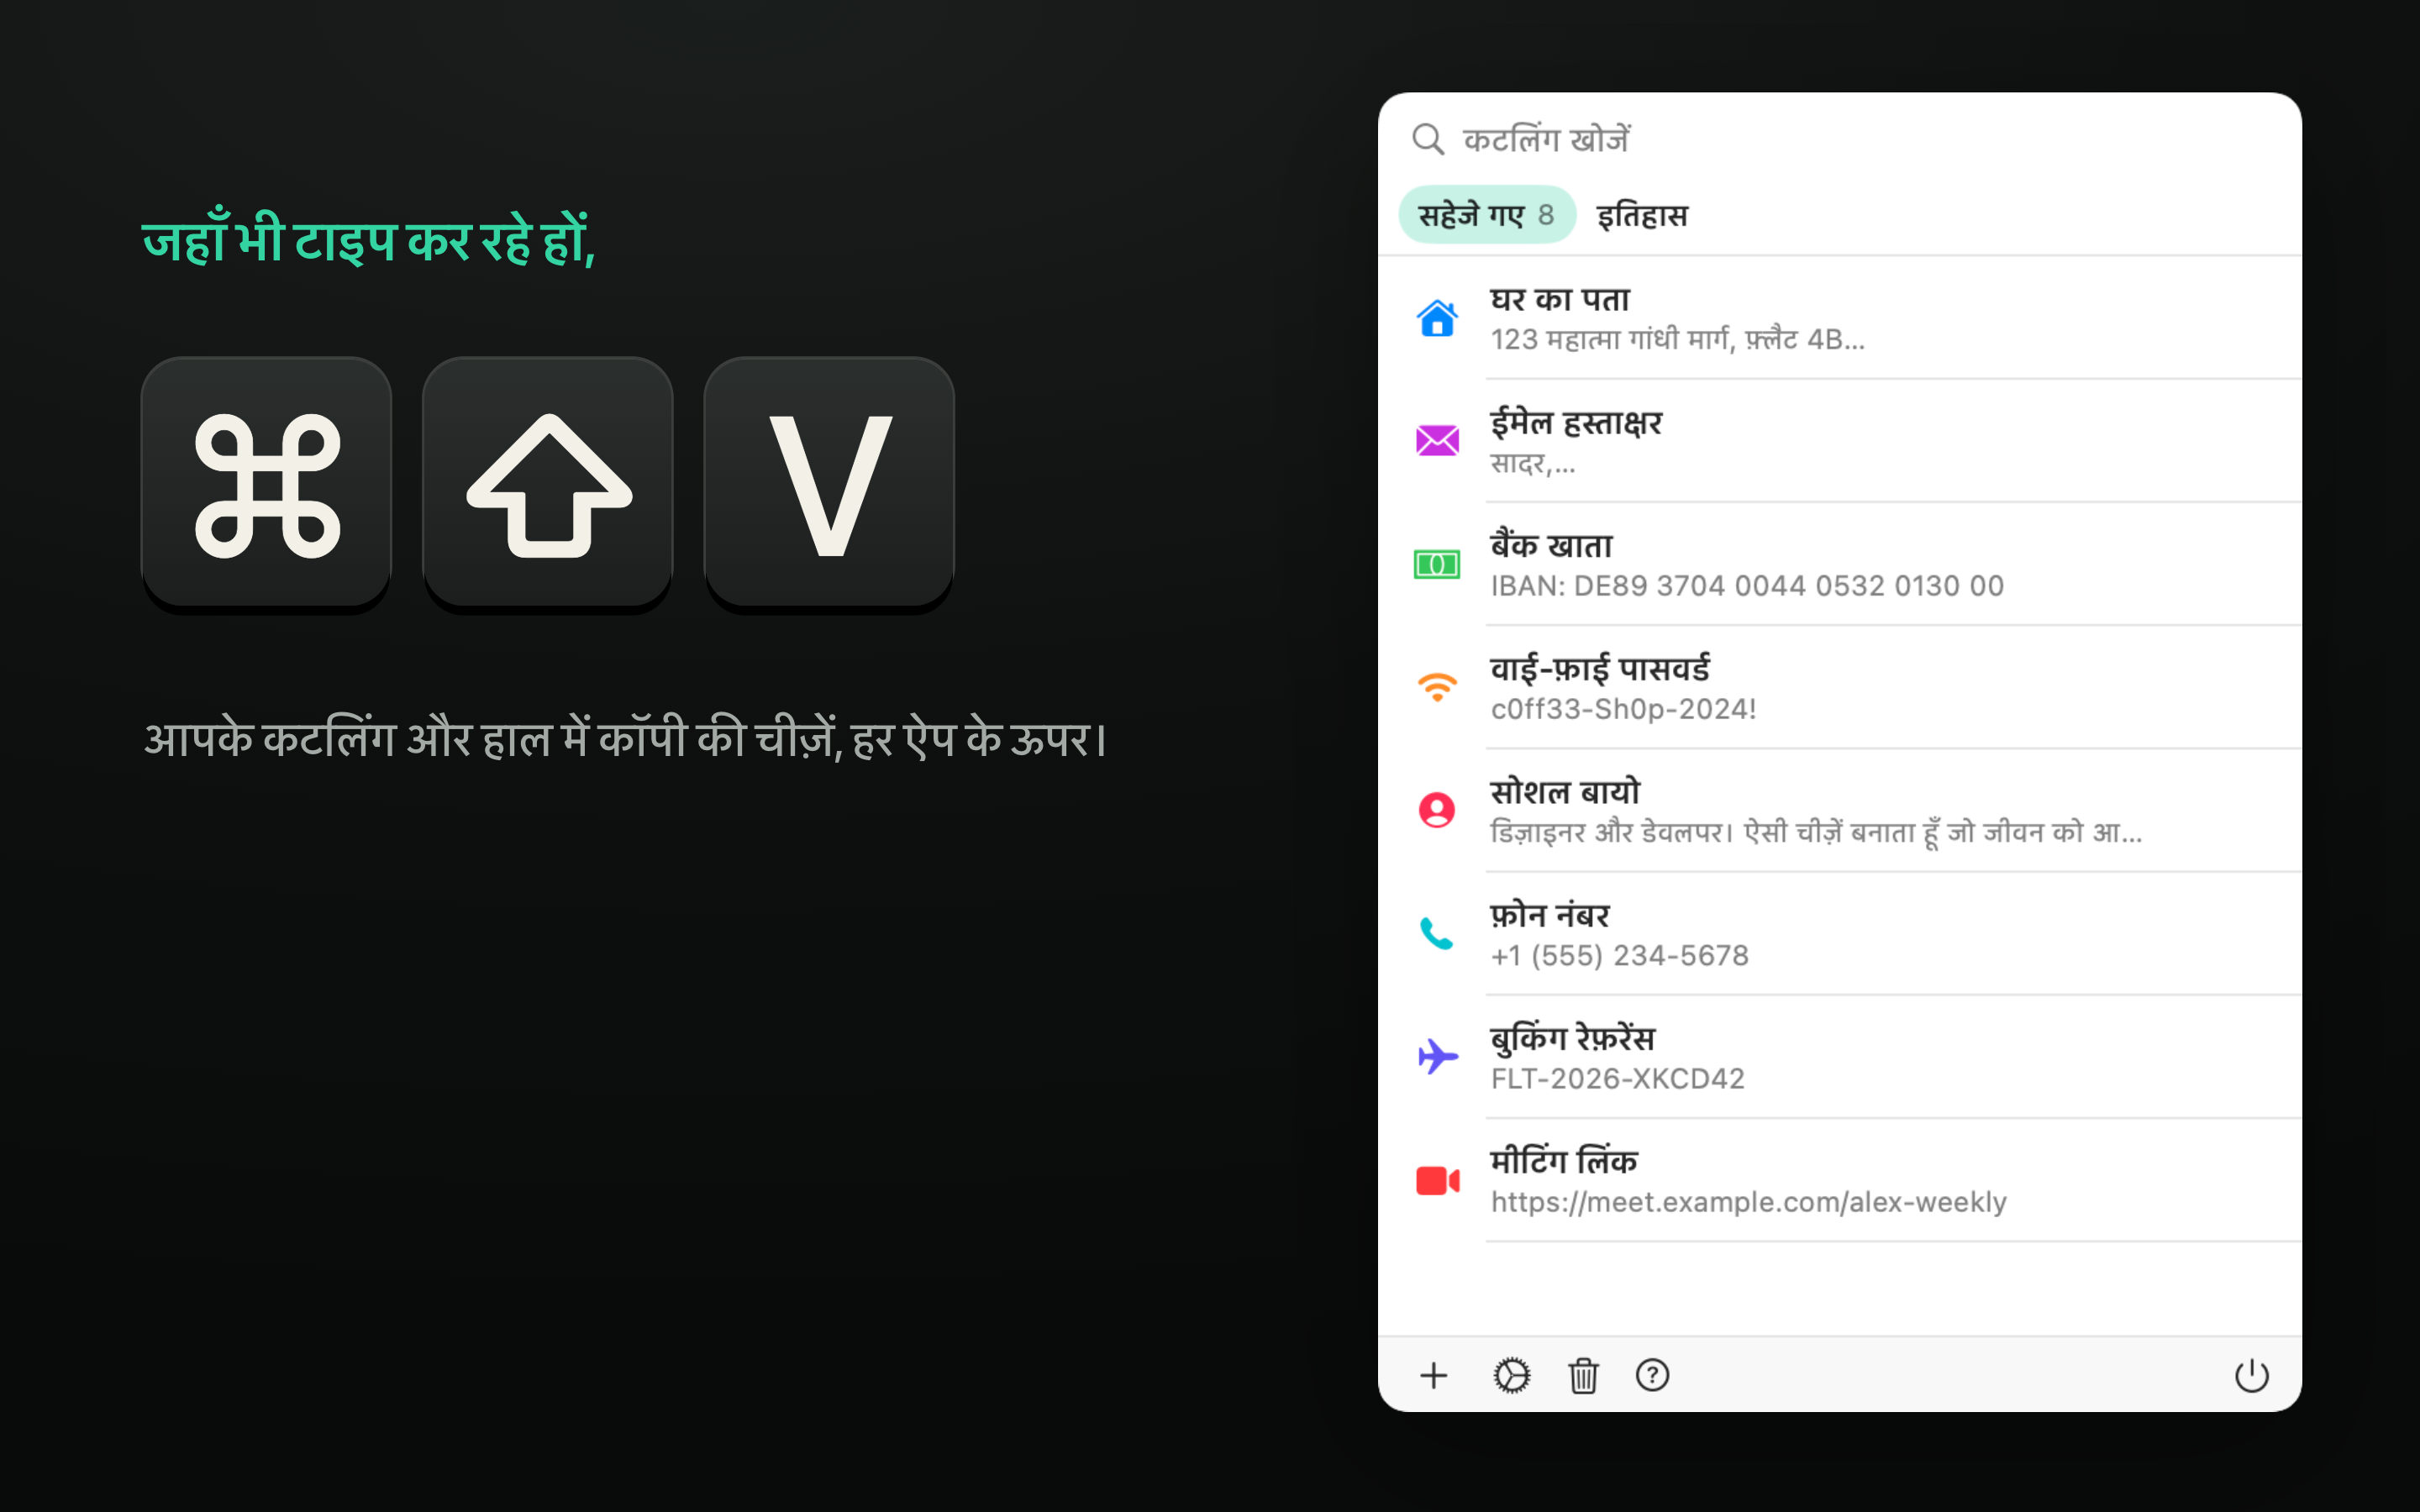 जहाँ भी टाइप कर रहे हों,
⌘ ⇧ V
आपके कटलिंग और हाल में कॉपी की चीज़ें, हर ऐप के ऊपर।
कटलिंग खोजें
सहेजे गए 8 इतिहास
घर का पता
123 महात्मा गांधी मार्ग, फ़्लैट 4B...
ईमेल हस्ताक्षर
सादर,...
बैंक खाता
IBAN: DE89 3704 0044 0532 0130 00
वाई-फ़ाई पासवर्ड
c0ff33-Sh0p-2024!
सोशल बायो
डिज़ाइनर और डेवलपर। ऐसी चीज़ें बनाता हूँ जो जीवन को आ...
फ़ोन नंबर
+1 (555) 234-5678
बुकिंग रेफ़रेंस
FLT-2026-XKCD42
मीटिंग लिंक
https://meet.example.com/alex-weekly